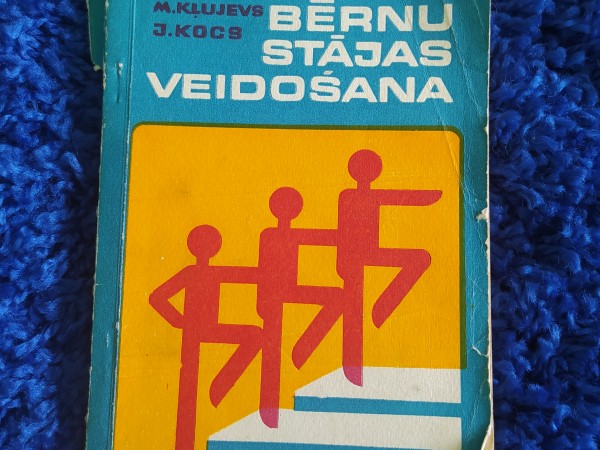 M.KĻUJEVS
J.KOCS
BĒRNU
STĀJAS
VEIDOŠANA